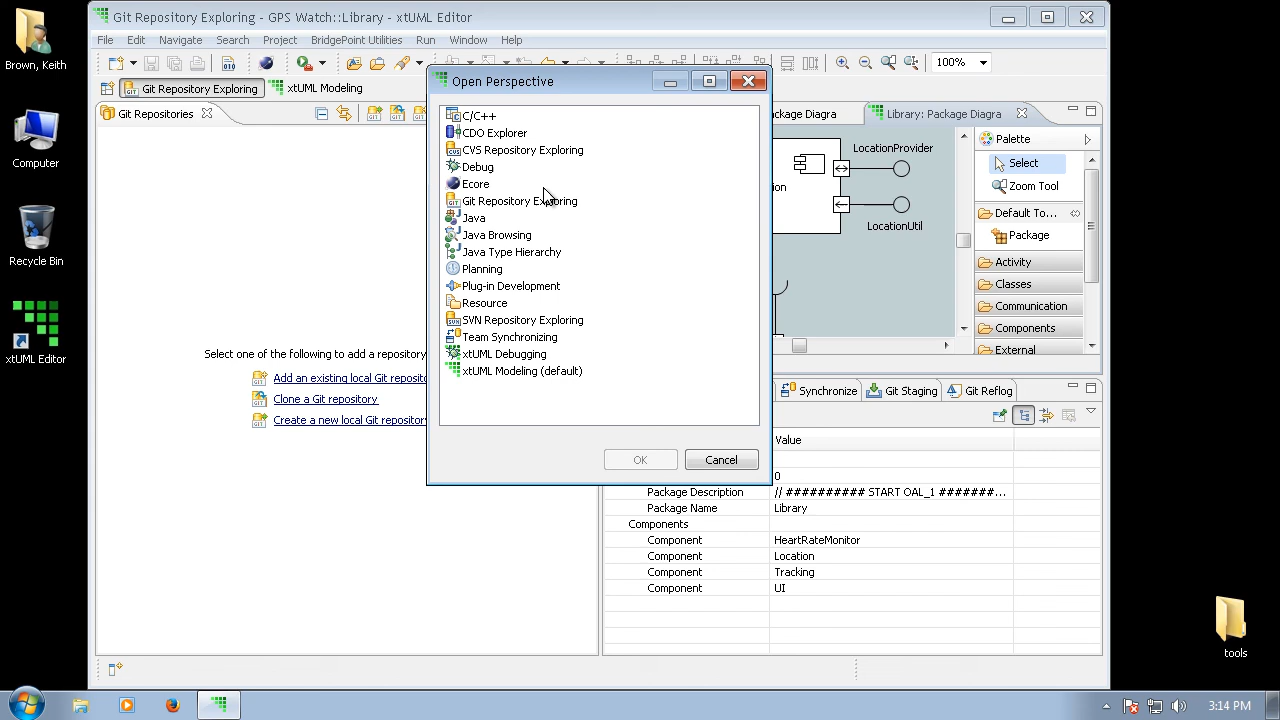 Brown, Keith
Computer
Recycle Bin
xtUML Editor
tools
Git Repository Exploring - GPS Watch::Library - xtUML Editor
File Edit Navigate Search Project BridgePoint Utilities Run Window Help
100%
Git Repository Exploring xtUML Modeling
Git Repositories
Select one of the following to add a repository
Add an existing local Git reposito
Clone a Git repository
Create a new local Git repository
Open Perspective
C/C++
CDO Explorer
CVS Repository Exploring
Debug
Ecore
Git Repository Exploring
Java
Java Browsing
Java Type Hierarchy
Planning
Plug-in Development
Resource
SVN Repository Exploring
Team Synchronizing
xtUML Debugging
xtUML Modeling (default)
OK Cancel
ackage Diagra Library: Package Diagra
LocationProvider
LocationUtil
Palette
Select
Zoom Tool
Default To...
Package
Activity
Classes
Communication
Components
External
Synchronize Git Staging Git Reflog
Value
0
Package Description // ########## START OAL_1 #######...
Package Name Library
Components
Component HeartRateMonitor
Component Location
Component Tracking
Component UI
3:14 PM